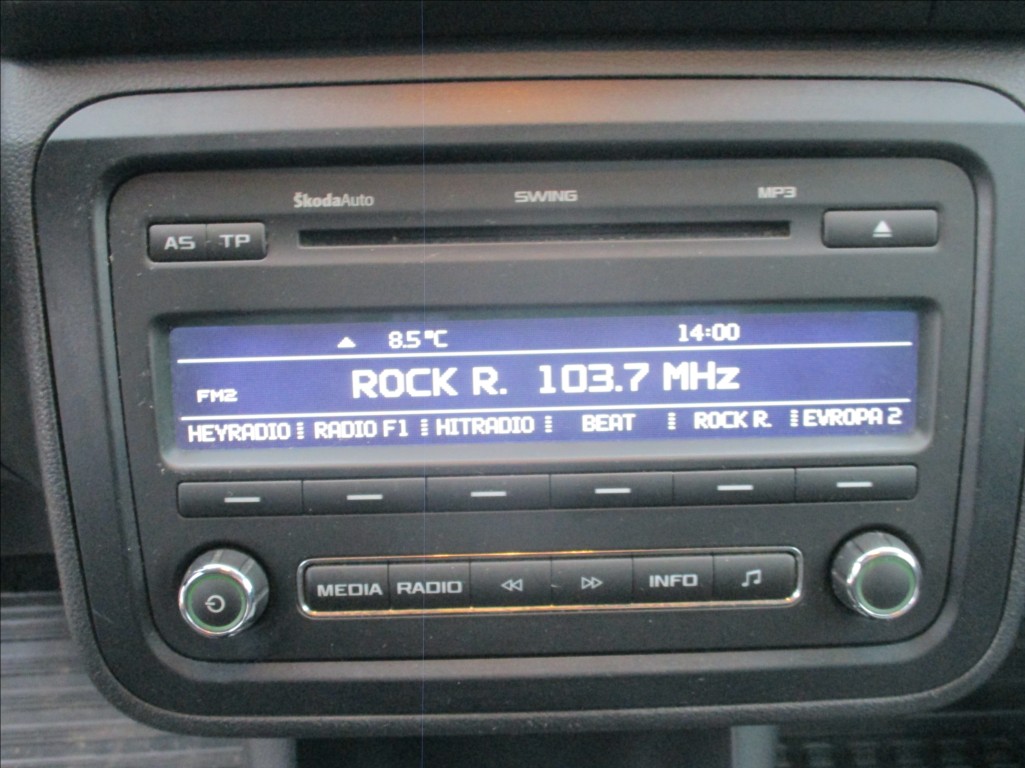 ŠkodaAuto SWING MP3
AS TP
8.5°C 14:00
FM2 ROCK R. 103.7 MHz
HEYRADIO RADIO F1 HITRADIO BEAT ROCK R. EVROPA 2
MEDIA RADIO INFO